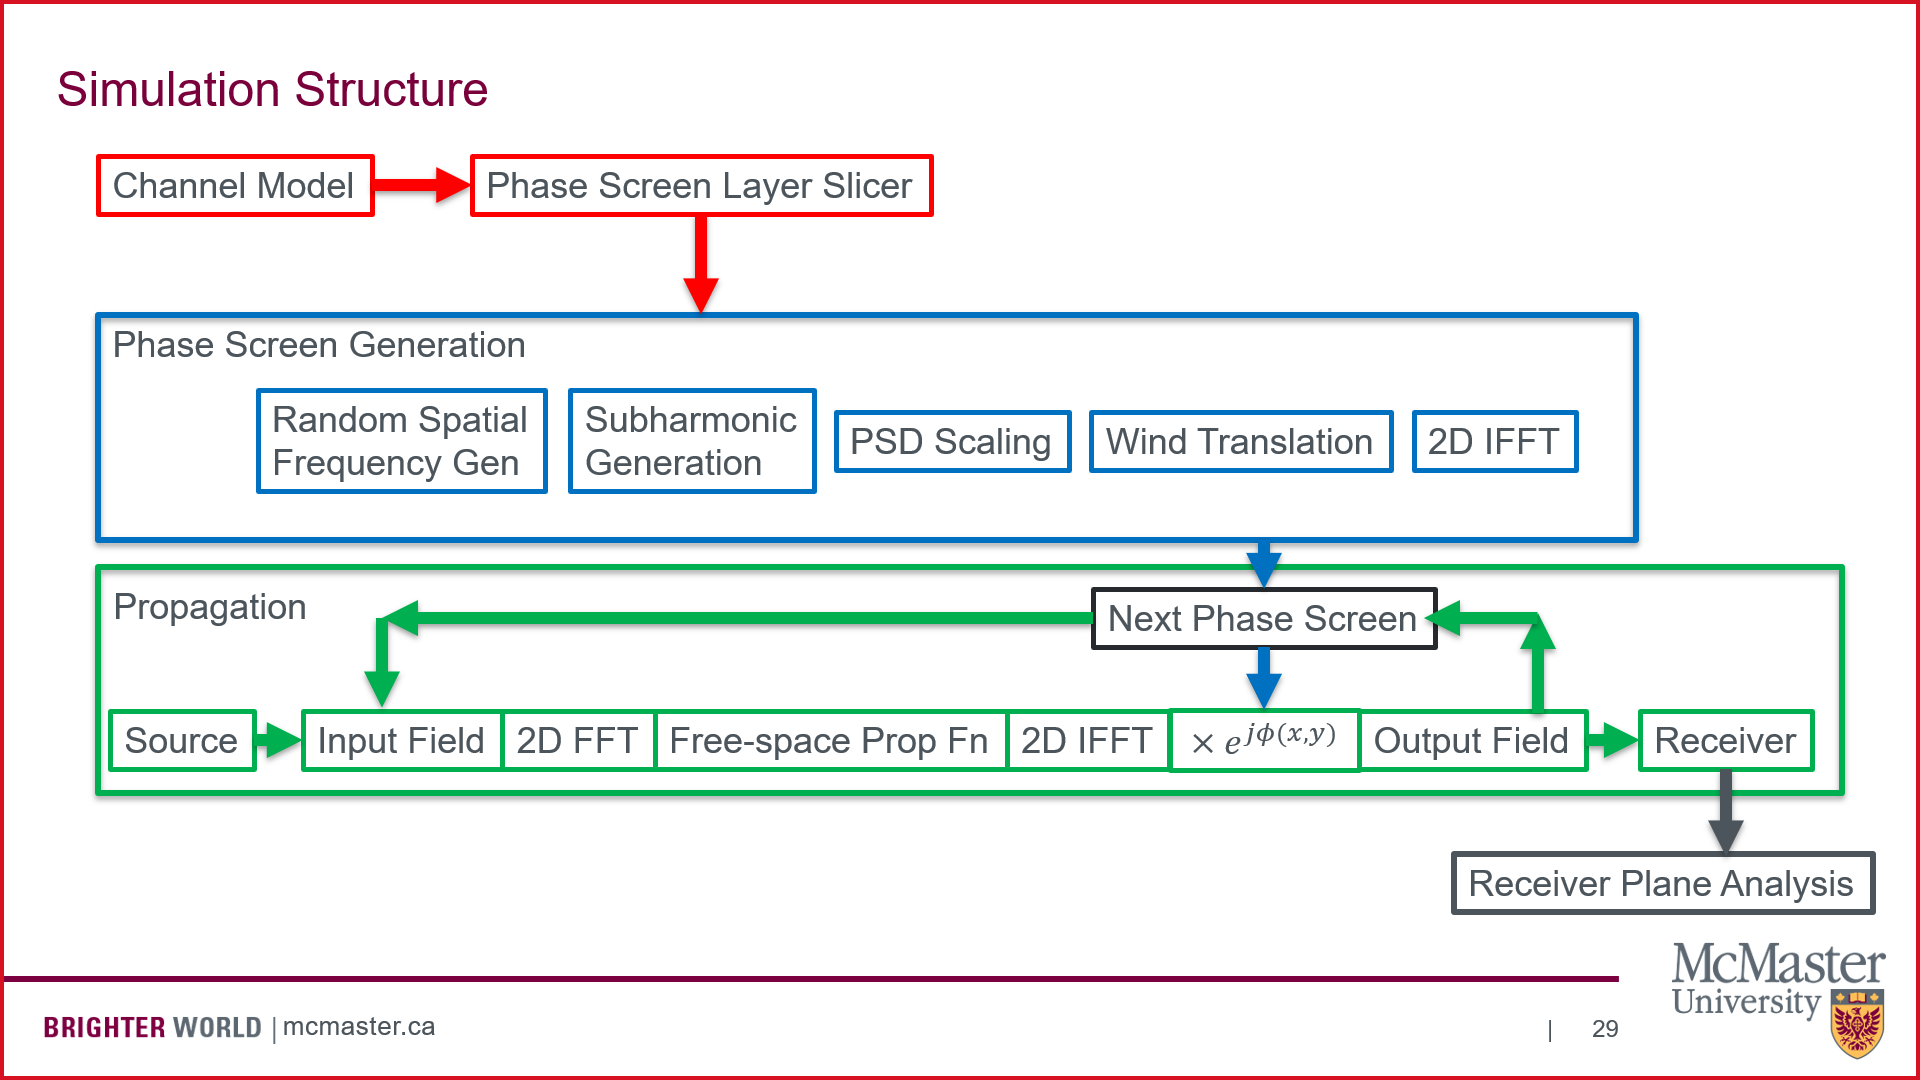 Simulation Structure
Channel Model
Phase Screen Layer Slicer
Phase Screen Generation
Random Spatial
Frequency Gen
Subharmonic
Generation
PSD Scaling
Wind Translation
2D IFFT
Propagation
Next Phase Screen
Source
Input Field
2D FFT
Free-space Prop Fn
2D IFFT
× e^{jϕ(x,y)}
Output Field
Receiver
Receiver Plane Analysis
BRIGHTER WORLD | mcmaster.ca
| 29
McMaster
University